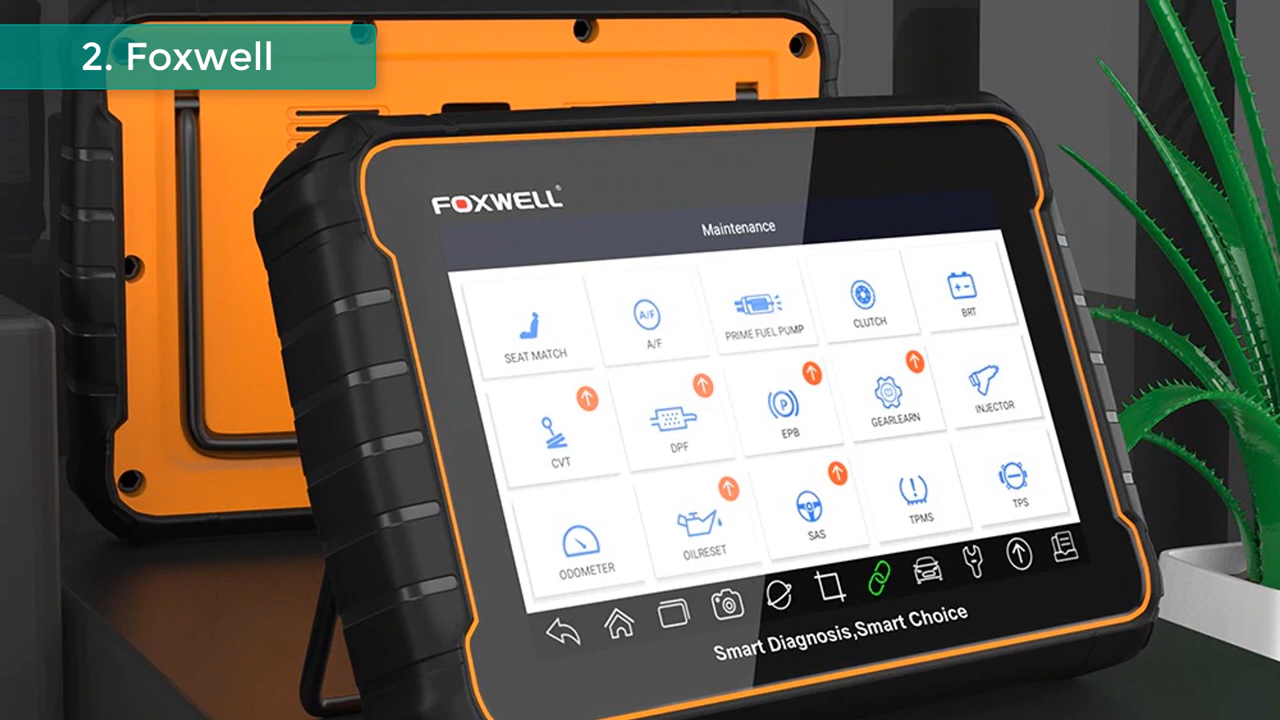 2. Foxwell
FOXWELL®
Maintenance
SEAT MATCH
A/F
A/F
PRIME FUEL PUMP
CLUTCH
BRT
CVT
DPF
P
EPB
GEARLEARN
INJECTOR
ODOMETER
OILRESET
SAS
TPMS
TPS
Smart Diagnosis,Smart Choice